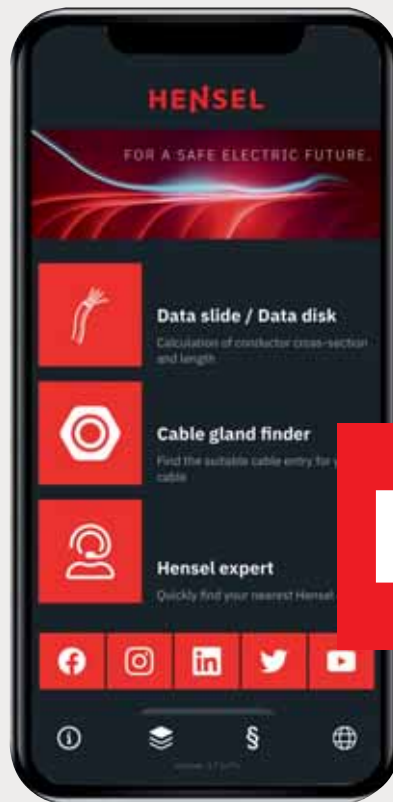 HENSEL
FOR A SAFE ELECTRIC FUTURE.
Data slide / Data disk
Calculation of conductor cross-section
and length
Cable gland finder
Find the suitable cable entry for
cable
Hensel expert
Quickly find your nearest Hensel
f
in
§